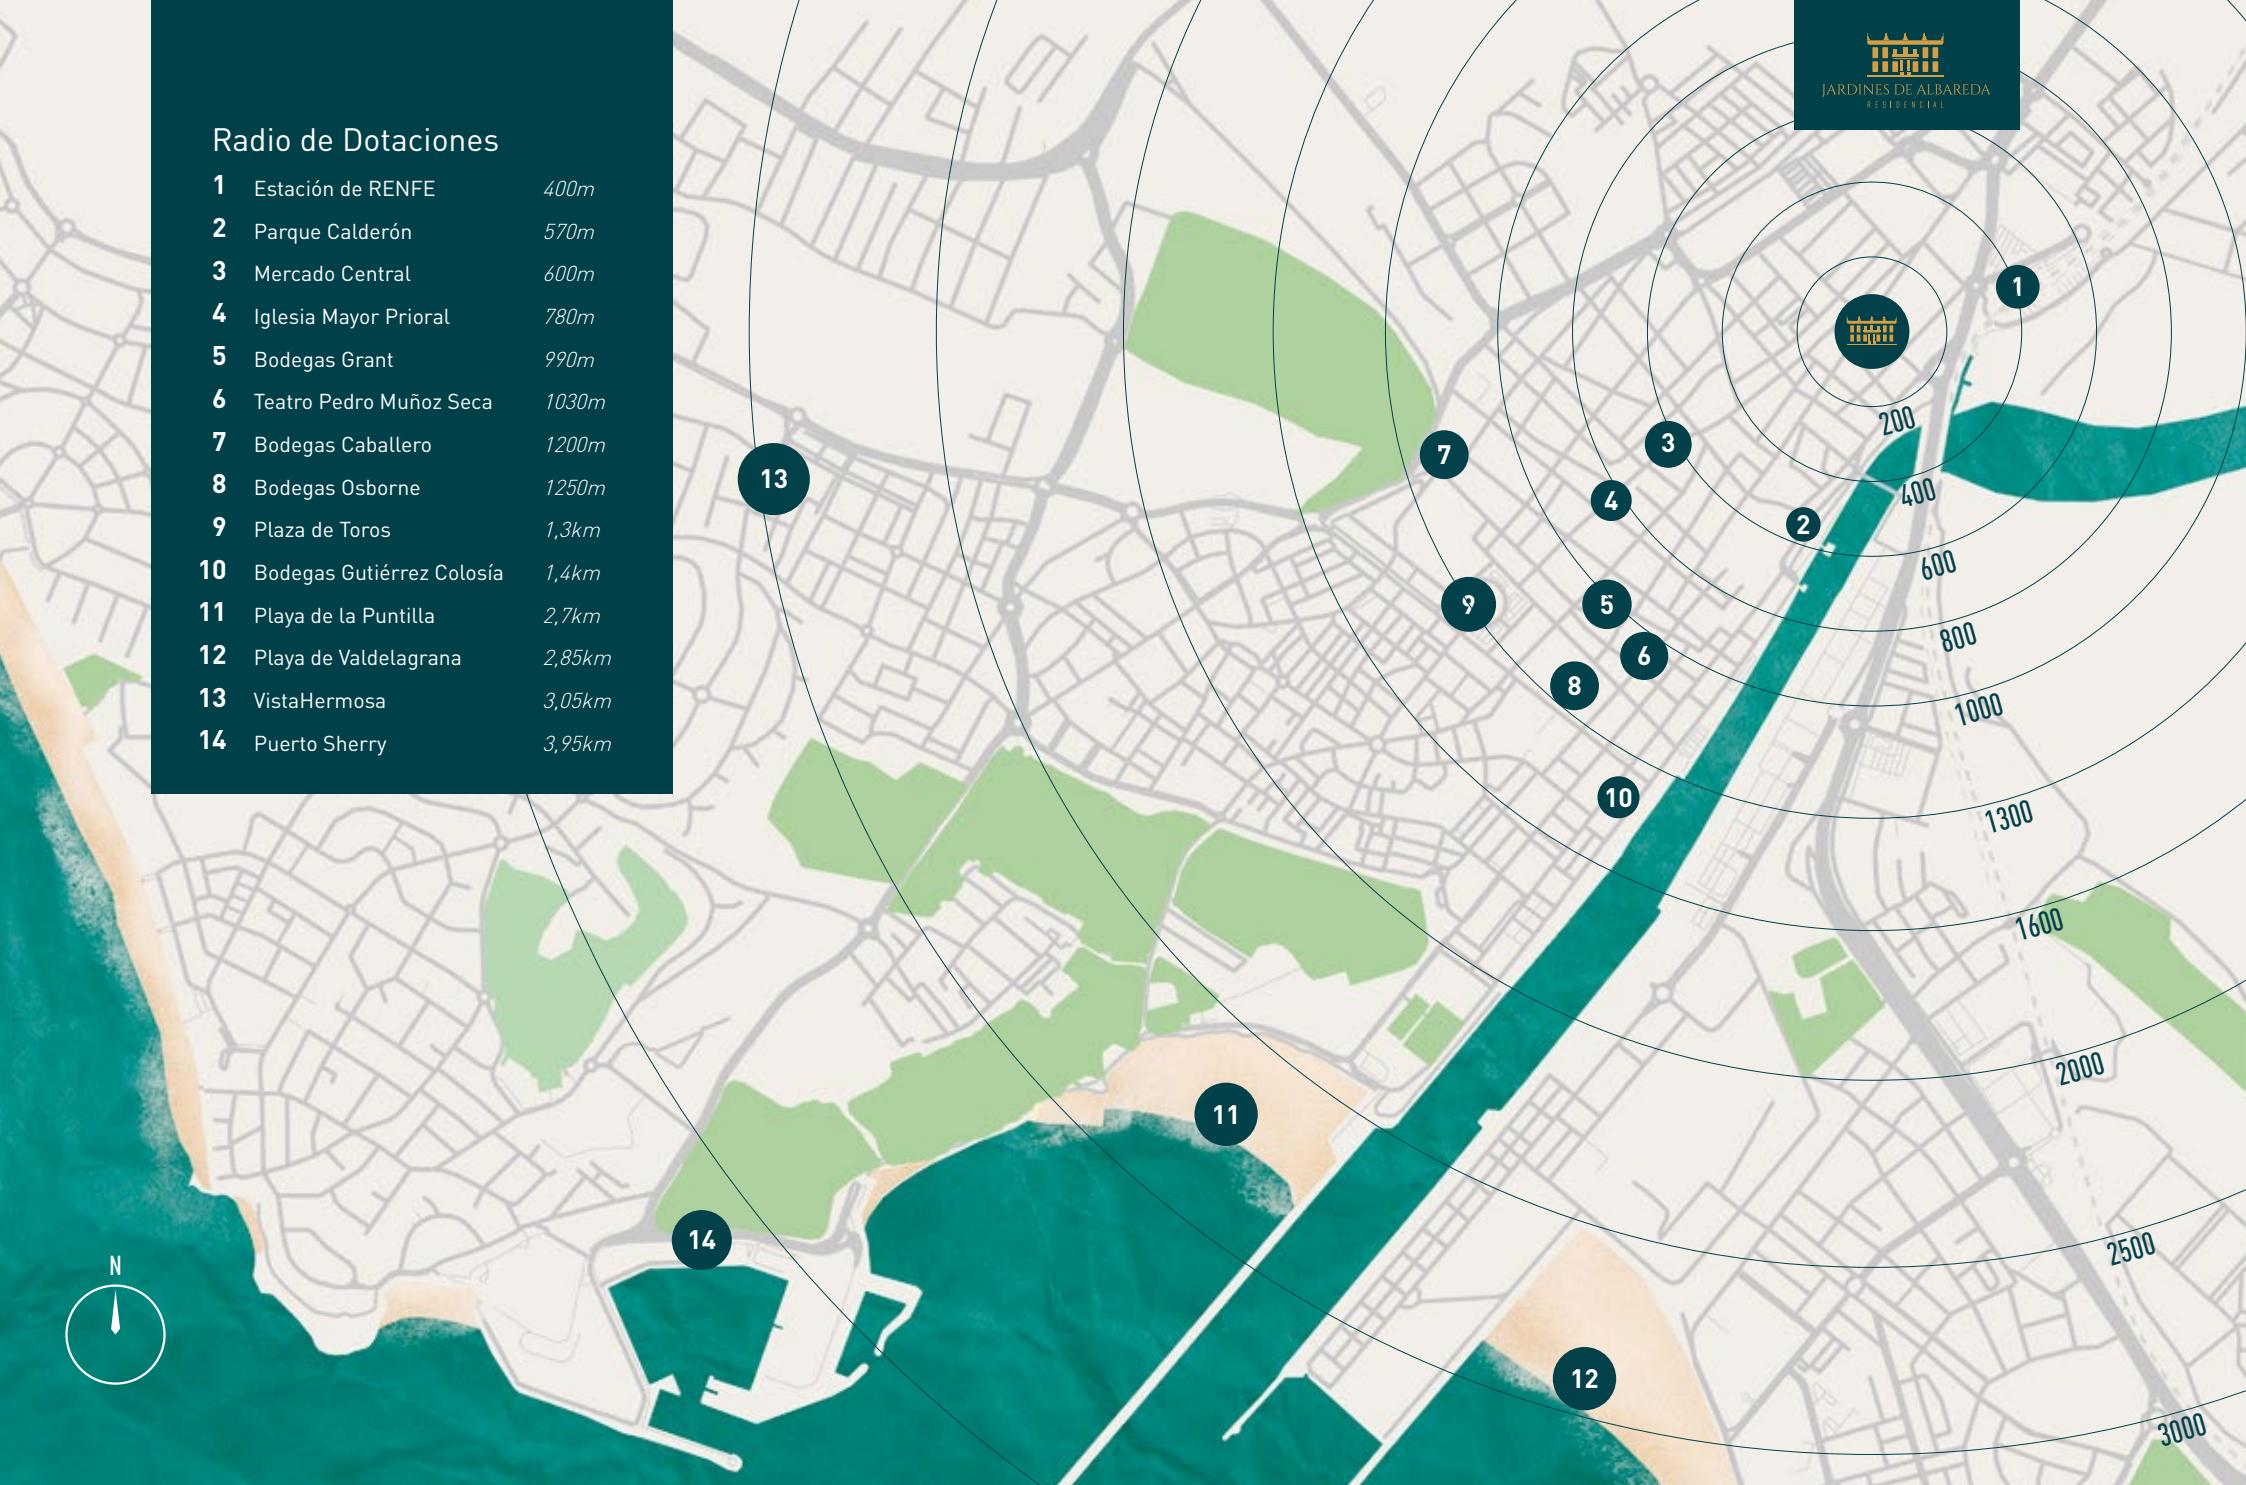 Radio de Dotaciones
1 Estación de RENFE 400m
2 Parque Calderón 570m
3 Mercado Central 600m
4 Iglesia Mayor Prioral 780m
5 Bodegas Grant 990m
6 Teatro Pedro Muñoz Seca 1030m
7 Bodegas Caballero 1200m
8 Bodegas Osborne 1250m
9 Plaza de Toros 1,3km
10 Bodegas Gutiérrez Colosía 1,4km
11 Playa de la Puntilla 2,7km
12 Playa de Valdelagrana 2,85km
13 VistaHermosa 3,05km
14 Puerto Sherry 3,95km
JARDINES DE ALBAREDA
RESIDENCIAL
1
200
3
7
13
400
4
2
600
9
5
800
6
8
1000
10
1300
1600
2000
11
14
2500
N
12
3000